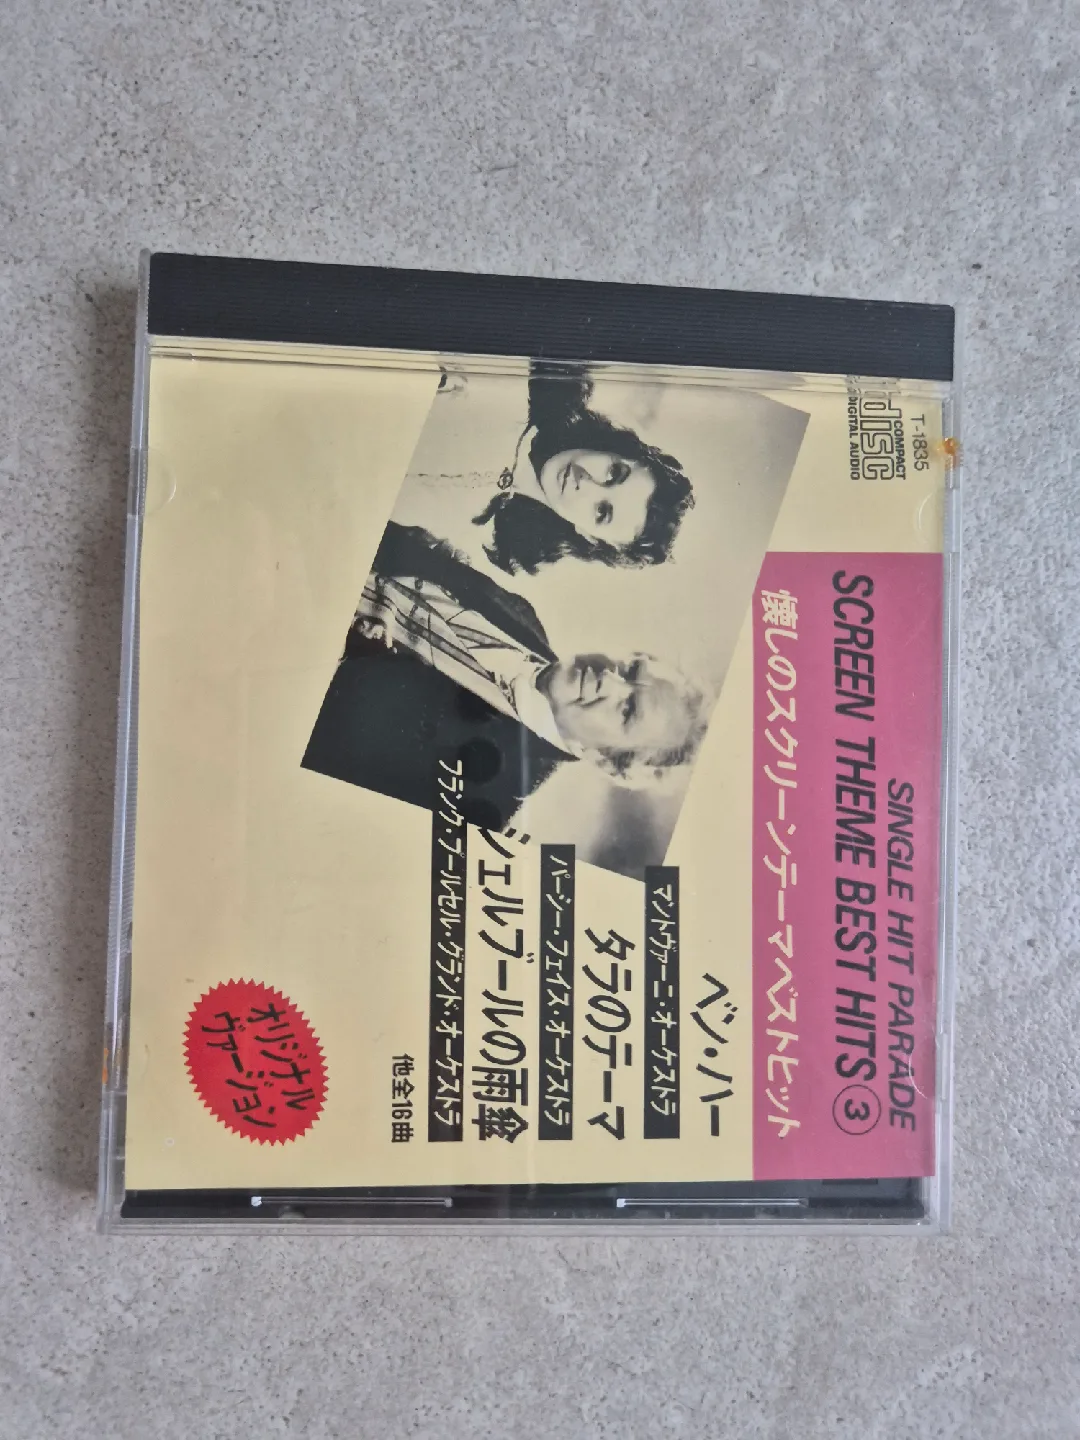 T-1835
COMPACT
disc
DIGITAL AUDIO
SINGLE HIT PARADE
SCREEN THEME BEST HITS③
懐しのスクリーンテーマベストヒット
ベン・ハー
マントヴァーニ・オーケストラ
タラのテーマ
パーシー・フェイス・オーケストラ
シェルブールの雨傘
フランク・プールセル・グランド・オーケストラ
他全16曲
オリジナル
ヴァージョン